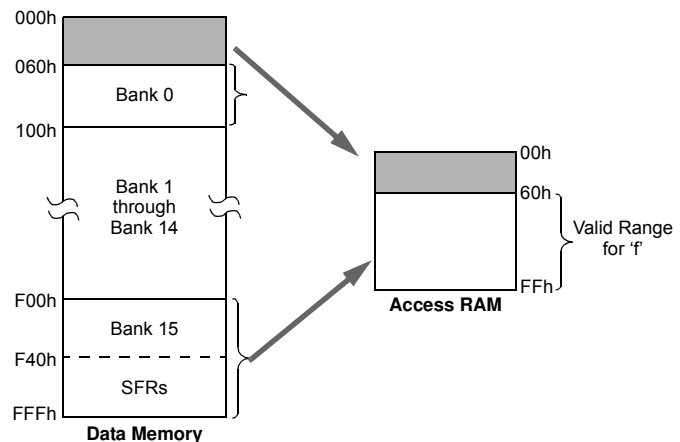 000h
060h
Bank 0
100h
Bank 1
through
Bank 14
F00h
Bank 15
F40h
SFRs
FFFh
Data Memory
00h
60h
Valid Range
for ‘f’
FFh
Access RAM